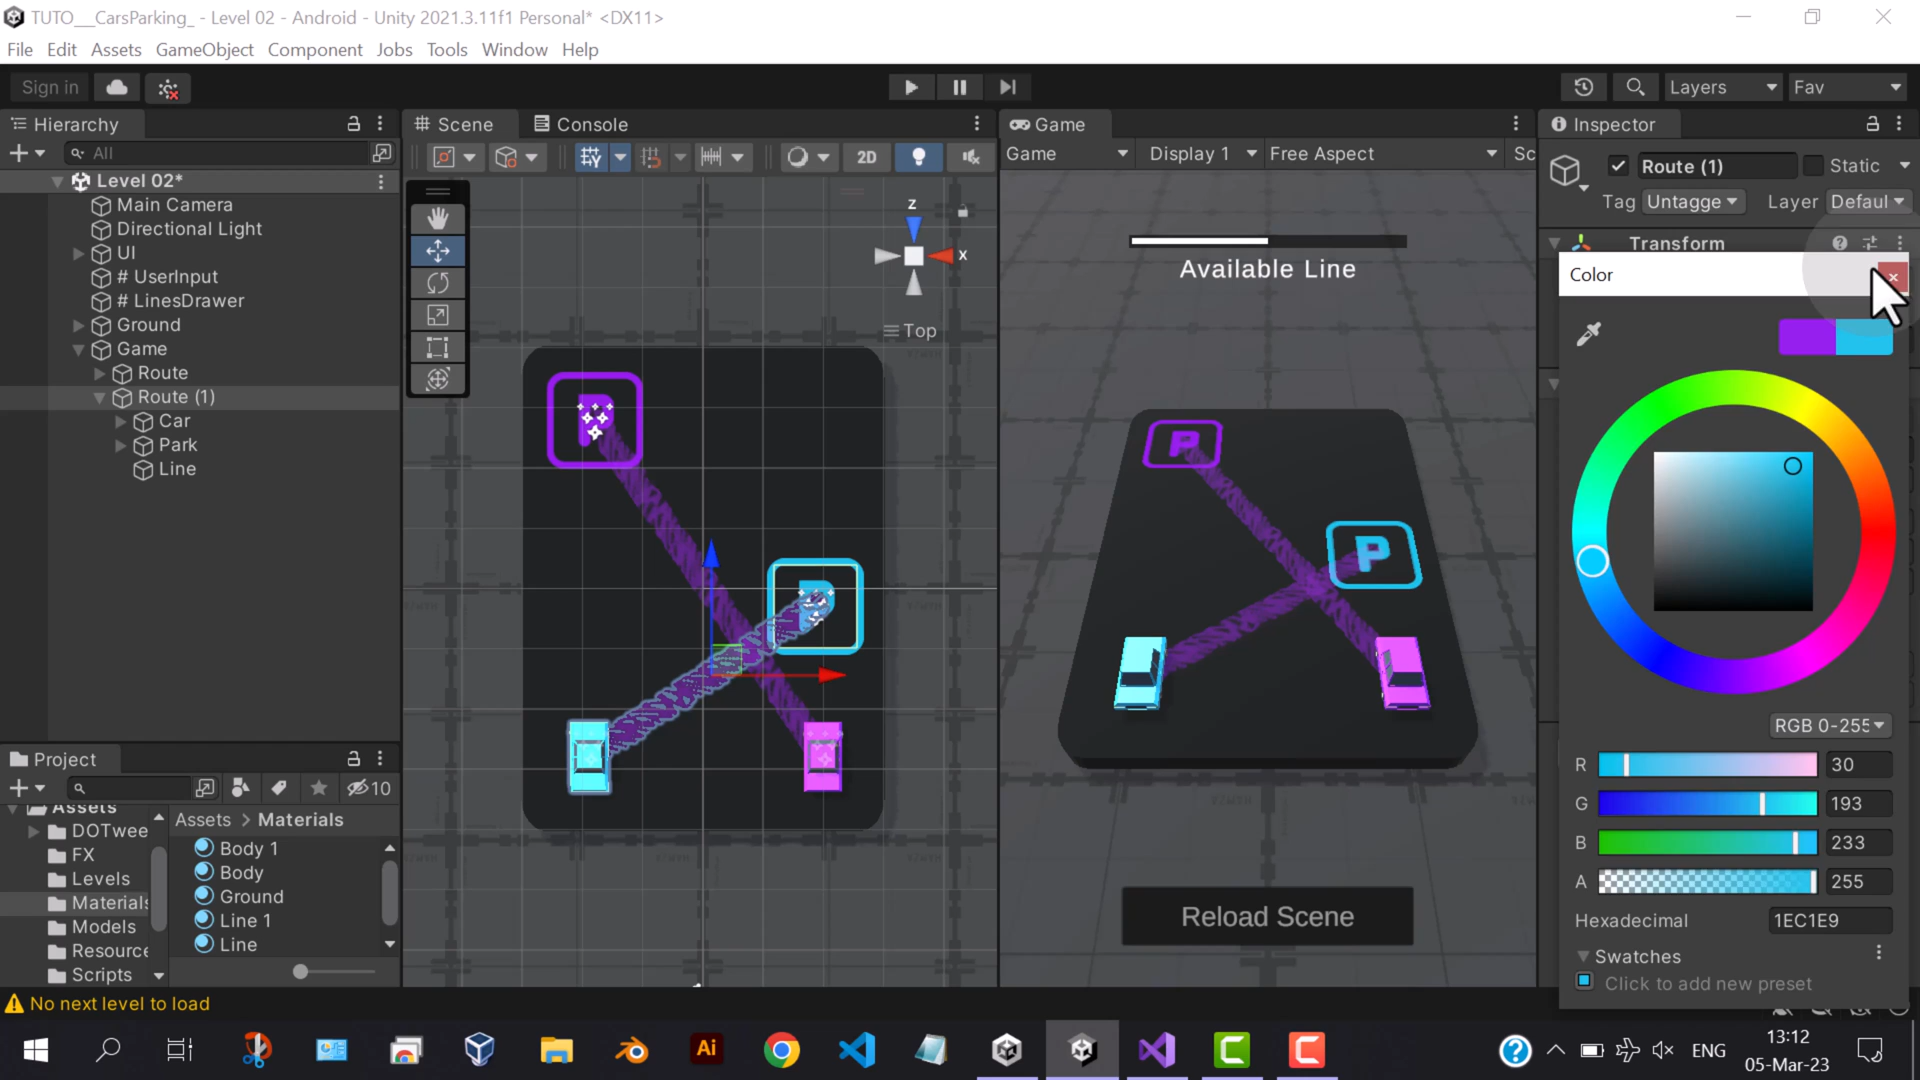 TUTO__CarsParking_ - Level 02 - Android - Unity 2021.3.11f1 Personal* <DX11>
File Edit Assets GameObject Component Jobs Tools Window Help
Sign in
Layers
Fav
Hierarchy
All
Level 02*
Main Camera
Directional Light
UI
# UserInput
# LinesDrawer
Ground
Game
Route
Route (1)
Car
Park
Line
Scene
Console
2D
z
x
Top
P
P
Game
Game
Display 1
Free Aspect
Sc
Available Line
P
P
Reload Scene
Inspector
Route (1)
Static
Tag Untagge
Layer Defaul
Transform
Color
RGB 0-255
R 30
G 193
B 233
A 255
Hexadecimal 1EC1E9
Swatches
Click to add new preset
Project
10
Assets
DOTwee
FX
Levels
Materials
Models
Resource
Scripts
Assets > Materials
Body 1
Body
Ground
Line 1
Line
No next level to load
Ai
ENG
13:12
05-Mar-23